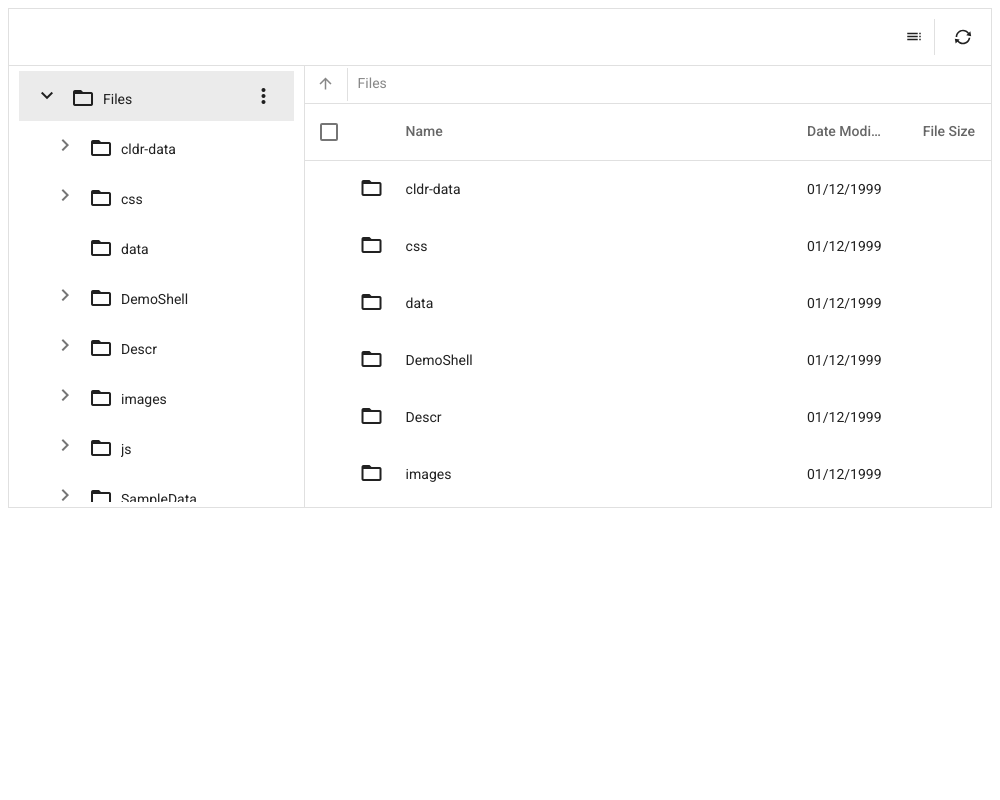 Files
cldr-data
css
data
DemoShell
Descr
images
js
SampleData
Files
Name Date Modi... File Size
cldr-data 01/12/1999
css 01/12/1999
data 01/12/1999
DemoShell 01/12/1999
Descr 01/12/1999
images 01/12/1999